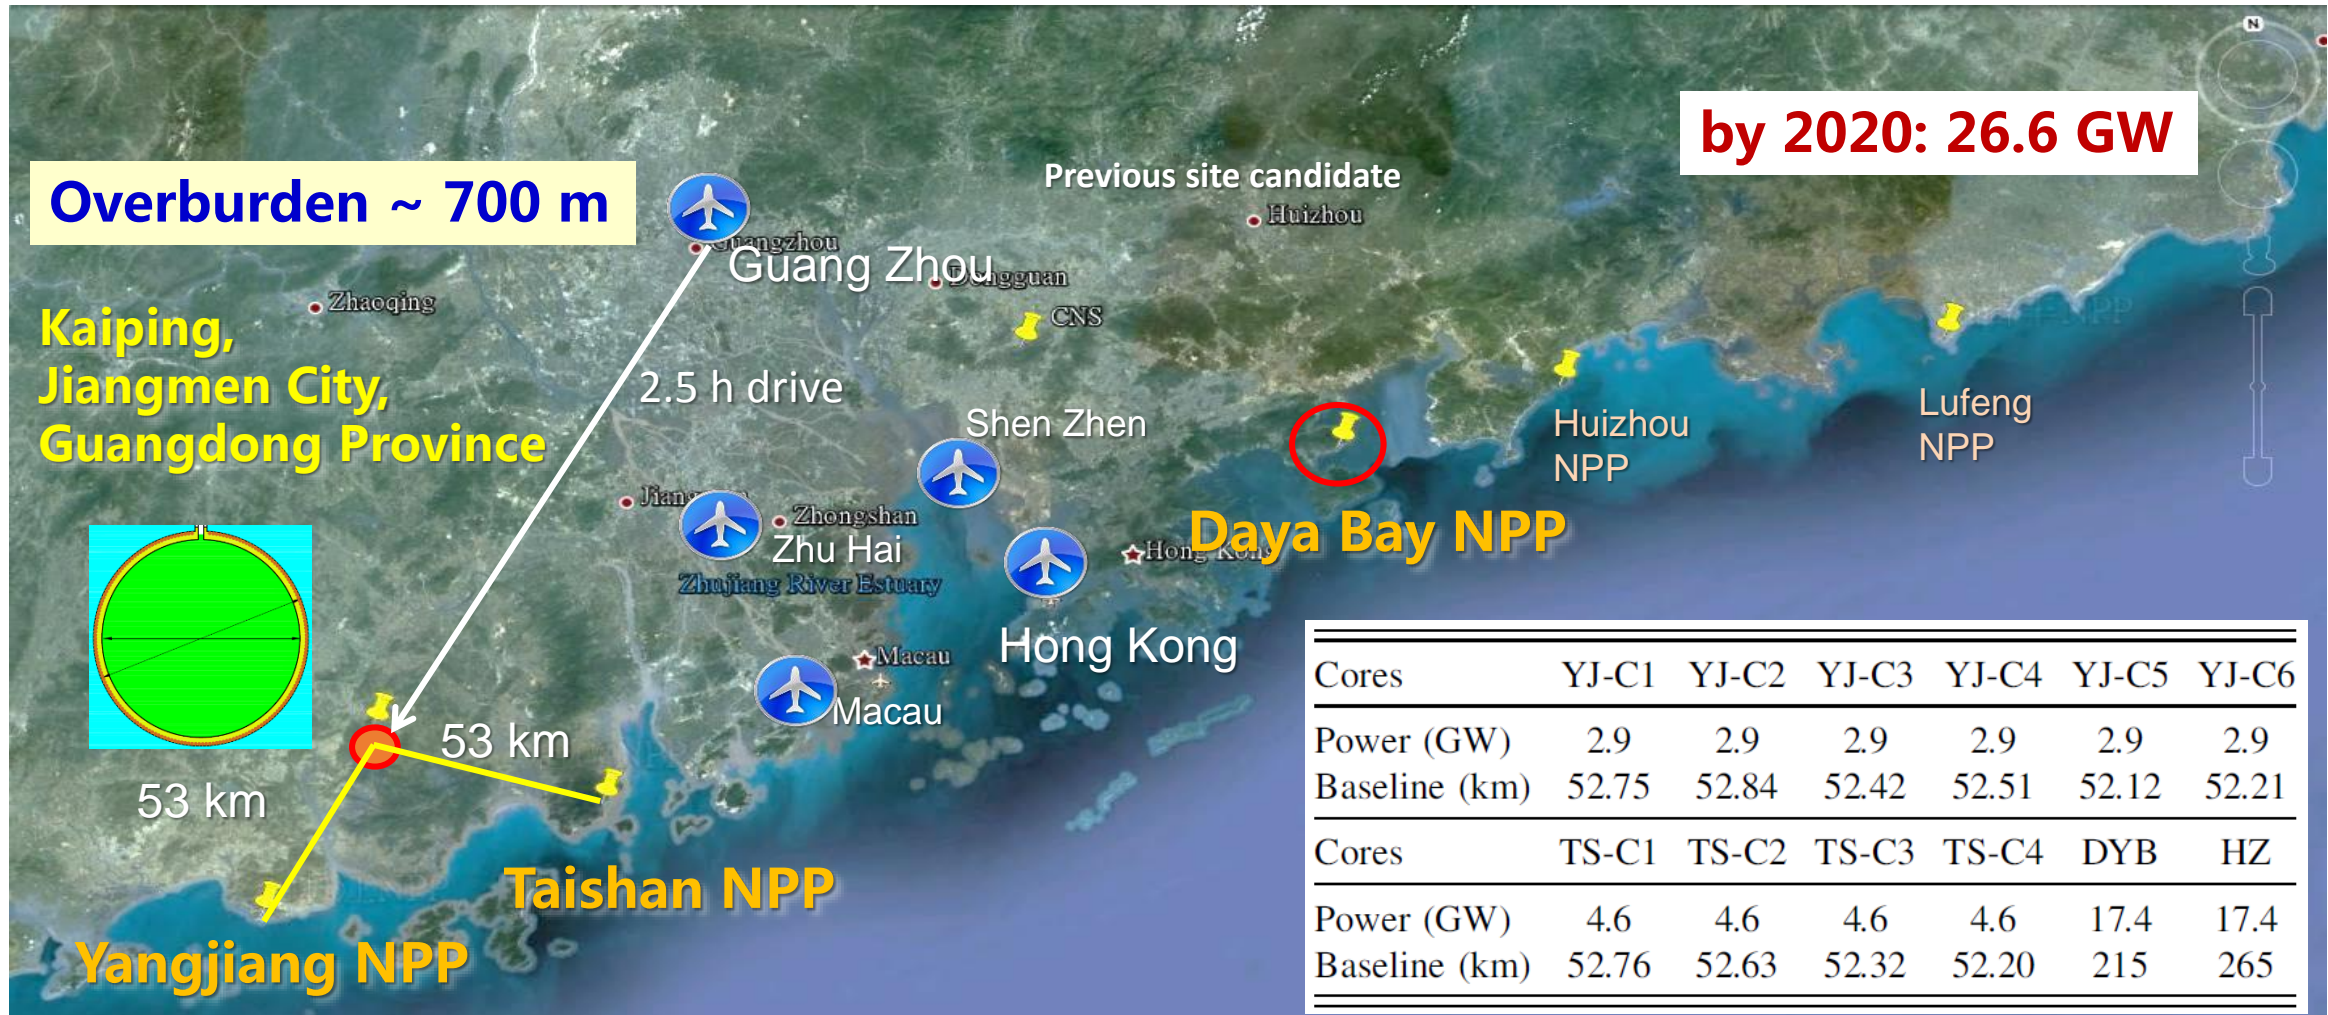 N
by 2020: 26.6 GW
Overburden ~ 700 m
Previous site candidate
Huizhou
Guangzhou
Guang Zhou
Dongguan
Zhaoqing
CNS
Kaiping,
Jiangmen City,
Guangdong Province
2.5 h drive
Shen Zhen
Huizhou
NPP
Lufeng
NPP
Zhongshan
Zhu Hai
Zhujiang River Estuary
Hong Kong
Daya Bay NPP
Hong Kong
Macau
Macau
53 km
53 km
Taishan NPP
Yangjiang NPP
Cores YJ-C1 YJ-C2 YJ-C3 YJ-C4 YJ-C5 YJ-C6
Power (GW) 2.9 2.9 2.9 2.9 2.9 2.9
Baseline (km) 52.75 52.84 52.42 52.51 52.12 52.21
Cores TS-C1 TS-C2 TS-C3 TS-C4 DYB HZ
Power (GW) 4.6 4.6 4.6 4.6 17.4 17.4
Baseline (km) 52.76 52.63 52.32 52.20 215 265